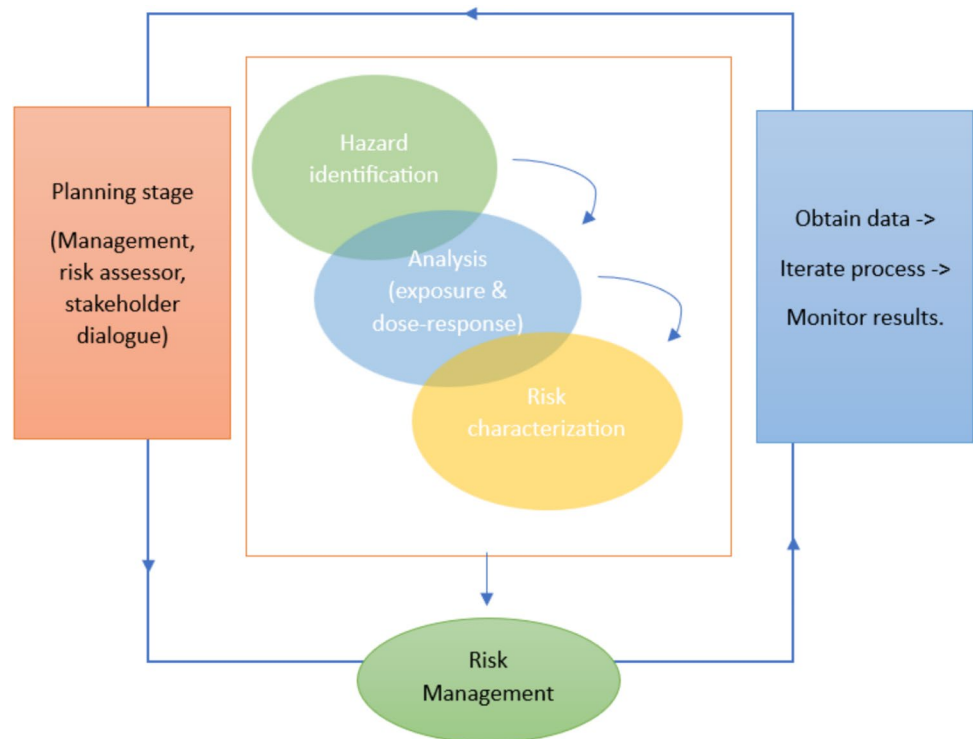 Hazard
identification
Planning stage
(Management,
risk assessor,
stakeholder
dialogue)
Analysis
(exposure &
dose-response)
Risk
characterization
Obtain data ->
Iterate process ->
Monitor results.
Risk
Management